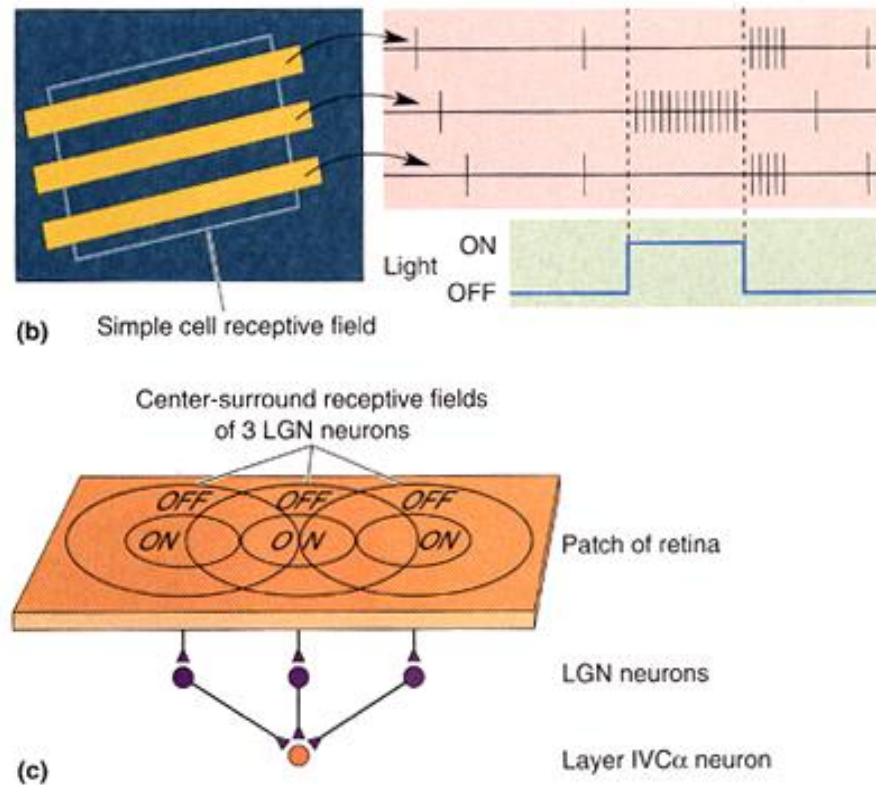 Light
ON
OFF
Simple cell receptive field
(b)
Center-surround receptive fields
of 3 LGN neurons
OFF OFF OFF
ON ON ON
Patch of retina
LGN neurons
Layer IVCα neuron
(c)